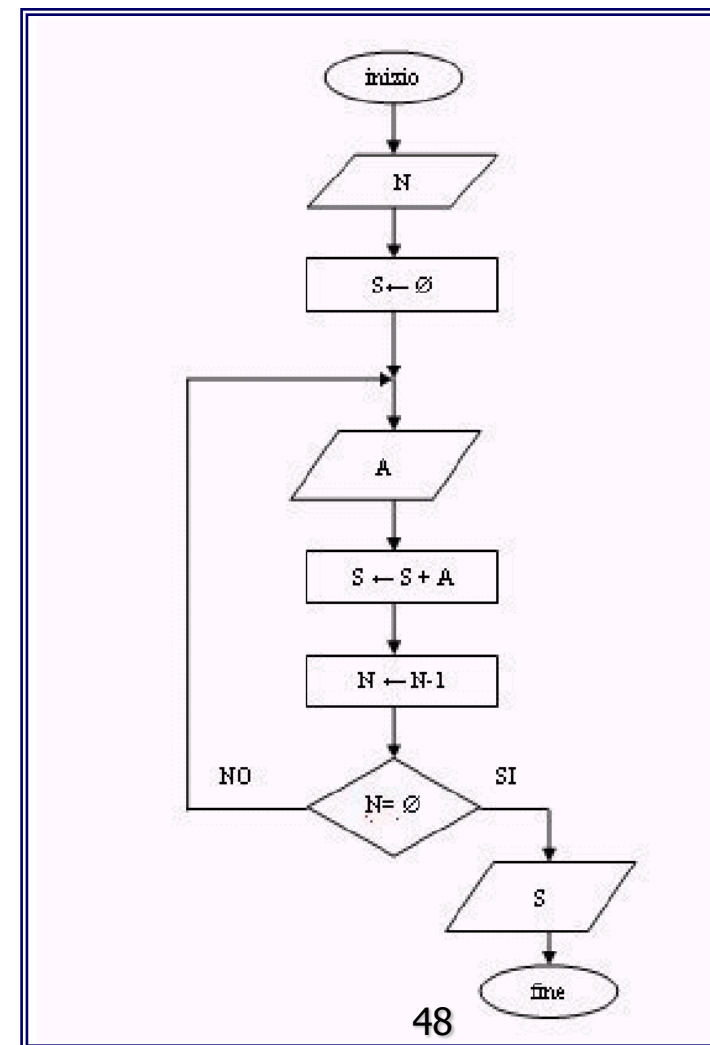 inizio
N
S ← Ø
A
S ← S + A
N ← N-1
NO
SI
N= Ø
S
fine
48